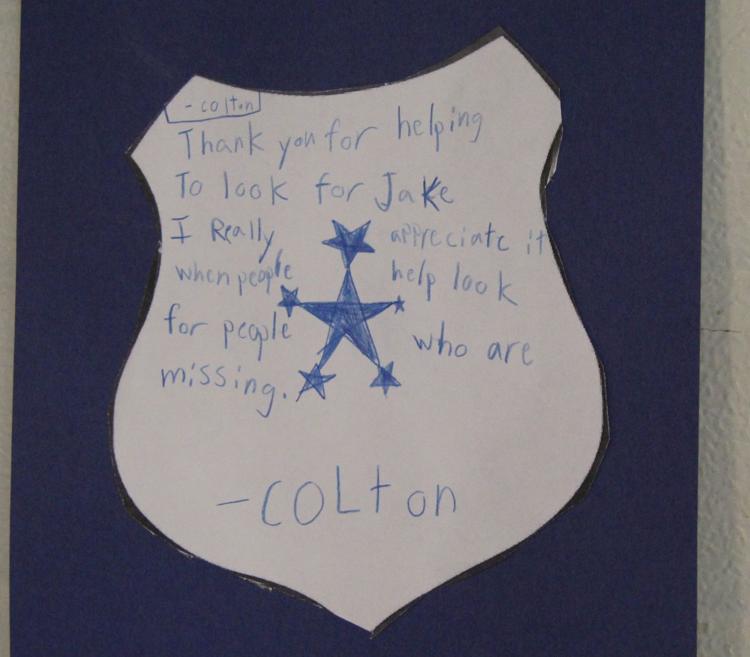 - colton
Thank you for helping
To look for Jake
I Really appreciate it
when people help look
for people who are
missing.
- COLton